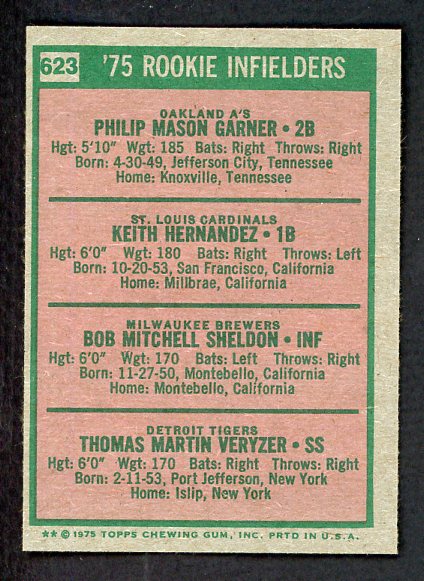 623
'75 ROOKIE INFIELDERS
OAKLAND A'S
PHILIP MASON GARNER • 2B
Hgt: 5'10" Wgt: 185 Bats: Right Throws: Right
Born: 4-30-49, Jefferson City, Tennessee
Home: Knoxville, Tennessee
ST. LOUIS CARDINALS
KEITH HERNANDEZ • 1B
Hgt: 6'0" Wgt: 180 Bats: Right Throws: Left
Born: 10-20-53, San Francisco, California
Home: Millbrae, California
MILWAUKEE BREWERS
BOB MITCHELL SHELDON • INF
Hgt: 6'0" Wgt: 170 Bats: Left Throws: Right
Born: 11-27-50, Montebello, California
Home: Montebello, California
DETROIT TIGERS
THOMAS MARTIN VERYZER • SS
Hgt: 6'0" Wgt: 170 Bats: Right Throws: Right
Born: 2-11-53, Port Jefferson, New York
Home: Islip, New York
** © 1975 TOPPS CHEWING GUM, INC. PRTD IN U.S.A.